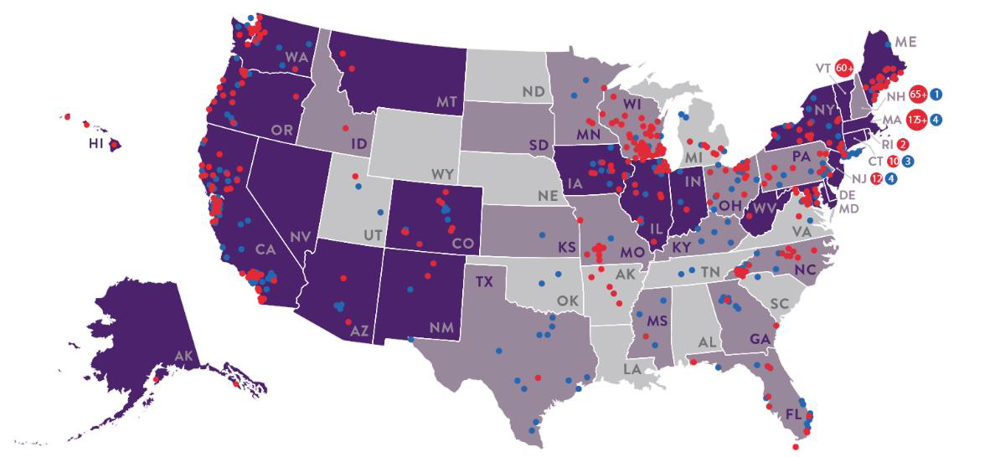 ME
WA
VT 60+
MT
ND
NH 65+ 1
WI
NY
MA 175+ 4
OR
MN
ID
SD
RI 2
HI
MI
PA
CT 10 3
WY
IA
NJ 12 4
NE
IN
OH
DE
WV
MD
NV
UT
CO
IL
VA
CA
KS
MO
KY
NC
TX
AK
TN
OK
SC
MS
AZ
NM
AL
GA
AK
LA
FL